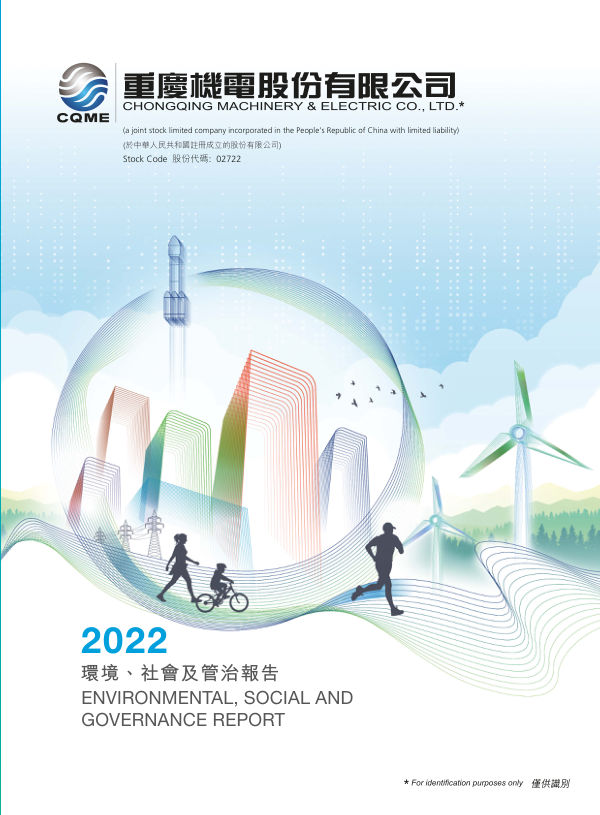 重慶機電股份有限公司
CHONGQING MACHINERY & ELECTRIC CO., LTD.*
CQME
(a joint stock limited company incorporated in the People's Republic of China with limited liability)
(於中華人民共和國註冊成立的股份有限公司)
Stock Code 股份代碼: 02722
2022
環境、社會及管治報告
ENVIRONMENTAL, SOCIAL AND
GOVERNANCE REPORT
* For identification purposes only 僅供識別